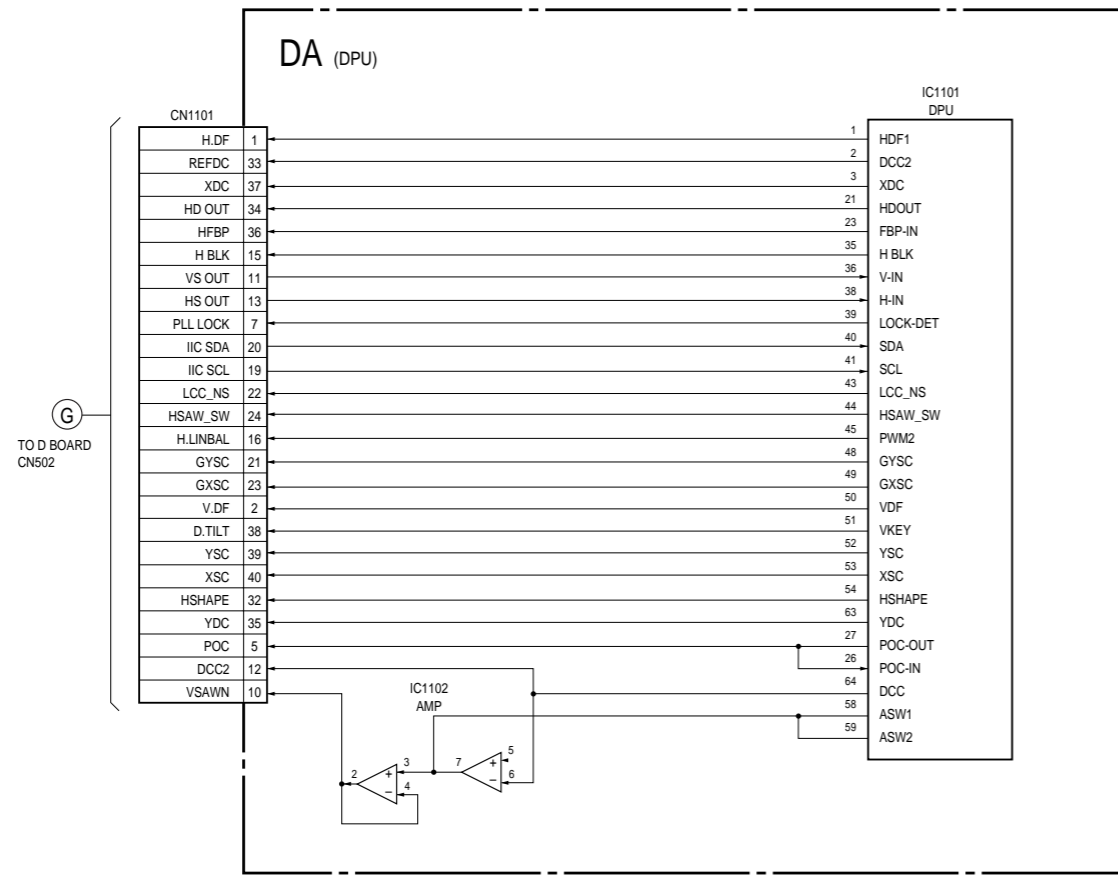 DA (DPU)
CN1101
IC1101
DPU
H.DF 1 1 HDF1
REFDC 33 2 DCC2
XDC 37 3 XDC
HD OUT 34 21 HDOUT
HFBP 36 23 FBP-IN
H BLK 15 35 H BLK
VS OUT 11 36 V-IN
HS OUT 13 38 H-IN
PLL LOCK 7 39 LOCK-DET
IIC SDA 20 40 SDA
IIC SCL 19 41 SCL
LCC_NS 22 43 LCC_NS
HSAW_SW 24 44 HSAW_SW
H.LINBAL 16 45 PWM2
GYSC 21 48 GYSC
GXSC 23 49 GXSC
V.DF 2 50 VDF
D.TILT 38 51 VKEY
YSC 39 52 YSC
XSC 40 53 XSC
HSHAPE 32 54 HSHAPE
YDC 35 63 YDC
POC 5 27 POC-OUT
26 POC-IN
DCC2 12 64 DCC
VSAWN 10 58 ASW1
59 ASW2
G
TO D BOARD
CN502
IC1102
AMP
2 + 3 7 + 5
– 4 – 6